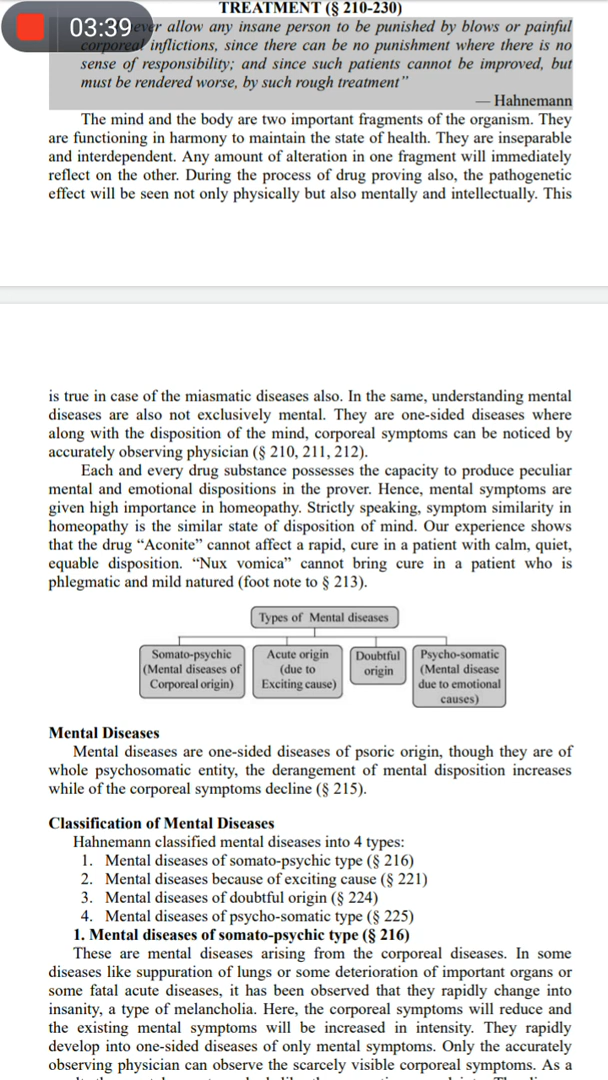 TREATMENT (§ 210-230)
03:39
ever allow any insane person to be punished by blows or painful
corporeal inflictions, since there can be no punishment where there is no
sense of responsibility; and since such patients cannot be improved, but
must be rendered worse, by such rough treatment”
— Hahnemann
The mind and the body are two important fragments of the organism. They
are functioning in harmony to maintain the state of health. They are inseparable
and interdependent. Any amount of alteration in one fragment will immediately
reflect on the other. During the process of drug proving also, the pathogenetic
effect will be seen not only physically but also mentally and intellectually. This
is true in case of the miasmatic diseases also. In the same, understanding mental
diseases are also not exclusively mental. They are one-sided diseases where
along with the disposition of the mind, corporeal symptoms can be noticed by
accurately observing physician (§ 210, 211, 212).
Each and every drug substance possesses the capacity to produce peculiar
mental and emotional dispositions in the prover. Hence, mental symptoms are
given high importance in homeopathy. Strictly speaking, symptom similarity in
homeopathy is the similar state of disposition of mind. Our experience shows
that the drug “Aconite” cannot affect a rapid, cure in a patient with calm, quiet,
equable disposition. “Nux vomica” cannot bring cure in a patient who is
phlegmatic and mild natured (foot note to § 213).
Types of Mental diseases
Somato-psychic
(Mental diseases of
Corporeal origin)
Acute origin
(due to
Exciting cause)
Doubtful
origin
Psycho-somatic
(Mental disease
due to emotional
causes)
Mental Diseases
Mental diseases are one-sided diseases of psoric origin, though they are of
whole psychosomatic entity, the derangement of mental disposition increases
while of the corporeal symptoms decline (§ 215).
Classification of Mental Diseases
Hahnemann classified mental diseases into 4 types:
1. Mental diseases of somato-psychic type (§ 216)
2. Mental diseases because of exciting cause (§ 221)
3. Mental diseases of doubtful origin (§ 224)
4. Mental diseases of psycho-somatic type (§ 225)
1. Mental diseases of somato-psychic type (§ 216)
These are mental diseases arising from the corporeal diseases. In some
diseases like suppuration of lungs or some deterioration of important organs or
some fatal acute diseases, it has been observed that they rapidly change into
insanity, a type of melancholia. Here, the corporeal symptoms will reduce and
the existing mental symptoms will be increased in intensity. They rapidly
develop into one-sided diseases of only mental symptoms. Only the accurately
observing physician can observe the scarcely visible corporeal symptoms. As a